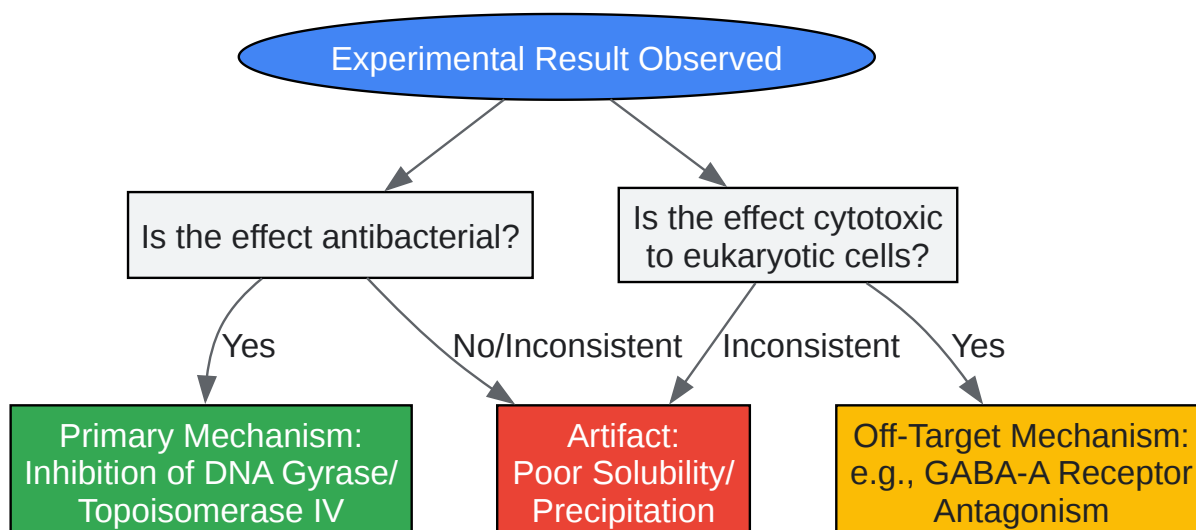 Experimental Result Observed
Is the effect antibacterial?
Is the effect cytotoxic
to eukaryotic cells?
Yes
No/Inconsistent
Inconsistent
Yes
Primary Mechanism:
Inhibition of DNA Gyrase/
Topoisomerase IV
Artifact:
Poor Solubility/
Precipitation
Off-Target Mechanism:
e.g., GABA-A Receptor
Antagonism